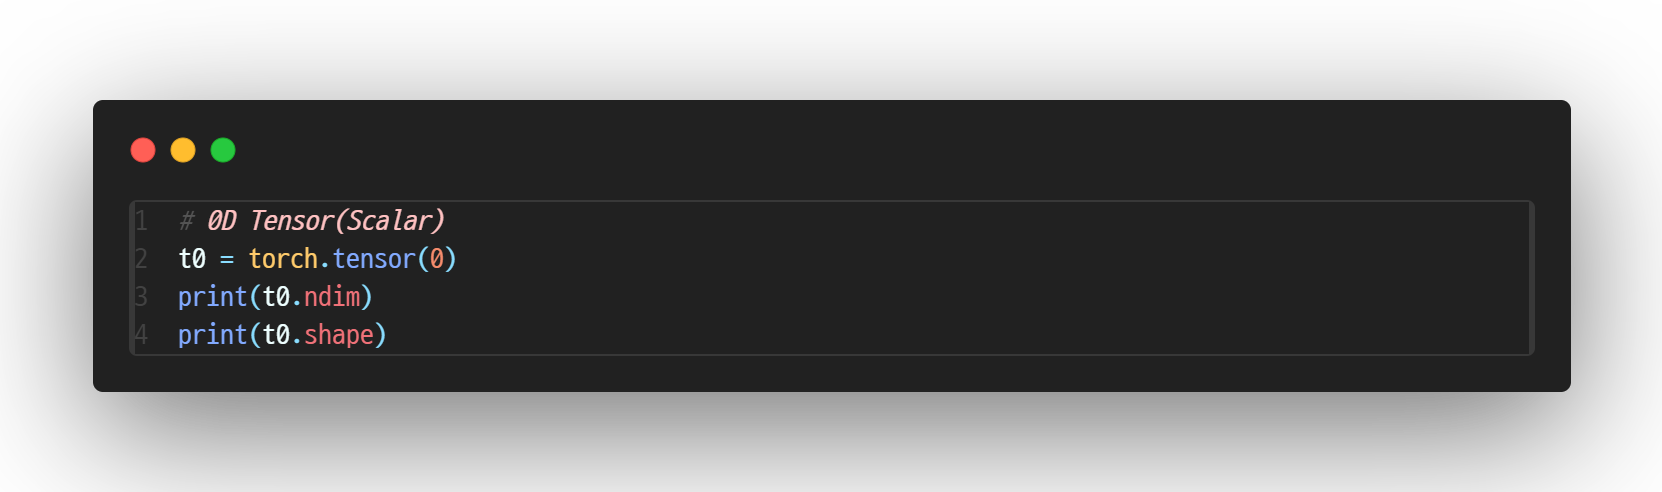 1 # 0D Tensor(Scalar)
2 t0 = torch.tensor(0)
3 print(t0.ndim)
4 print(t0.shape)